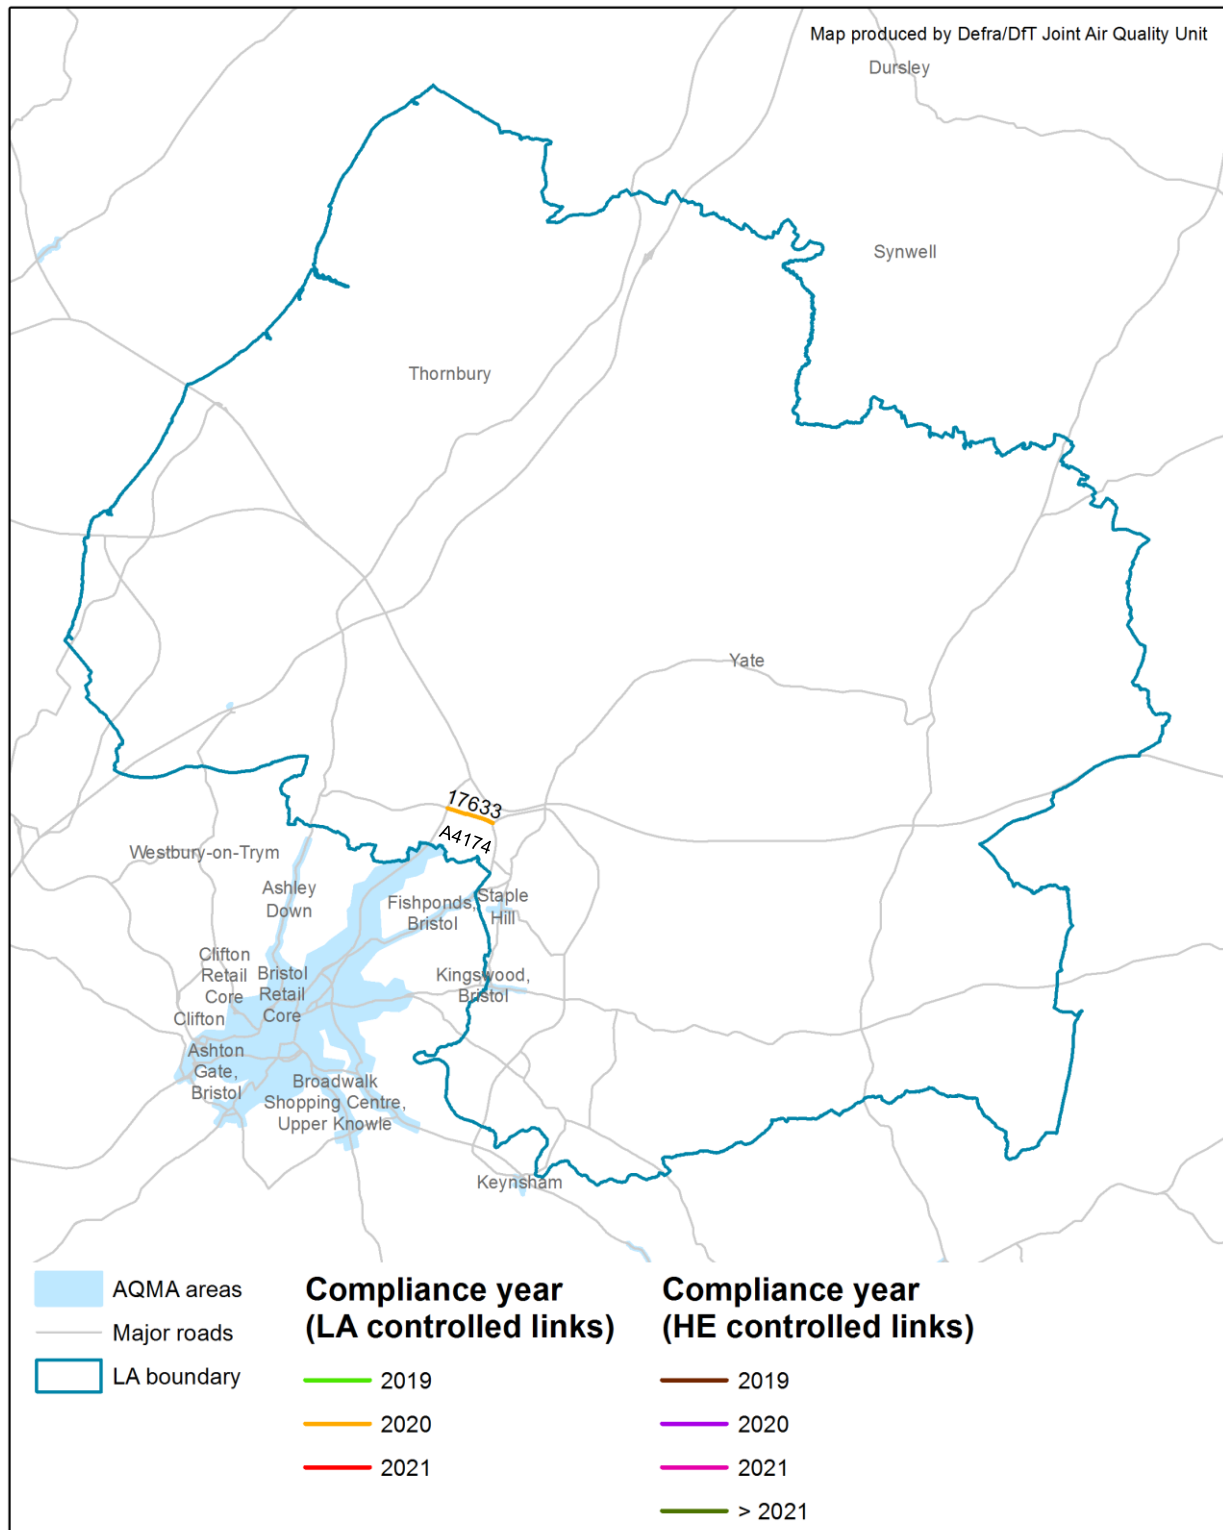 Map produced by Defra/DfT Joint Air Quality Unit
Dursley
Synwell
Thornbury
Yate
17633
A4174
Westbury-on-Trym
Ashley
Down
Fishponds,
Bristol
Staple
Hill
Clifton
Retail
Core
Bristol
Retail
Core
Kingswood,
Bristol
Clifton
Ashton
Gate,
Bristol
Broadwalk
Shopping Centre,
Upper Knowle
Keynsham
AQMA areas
Major roads
LA boundary
Compliance year
(LA controlled links)
2019
2020
2021
Compliance year
(HE controlled links)
2019
2020
2021
> 2021